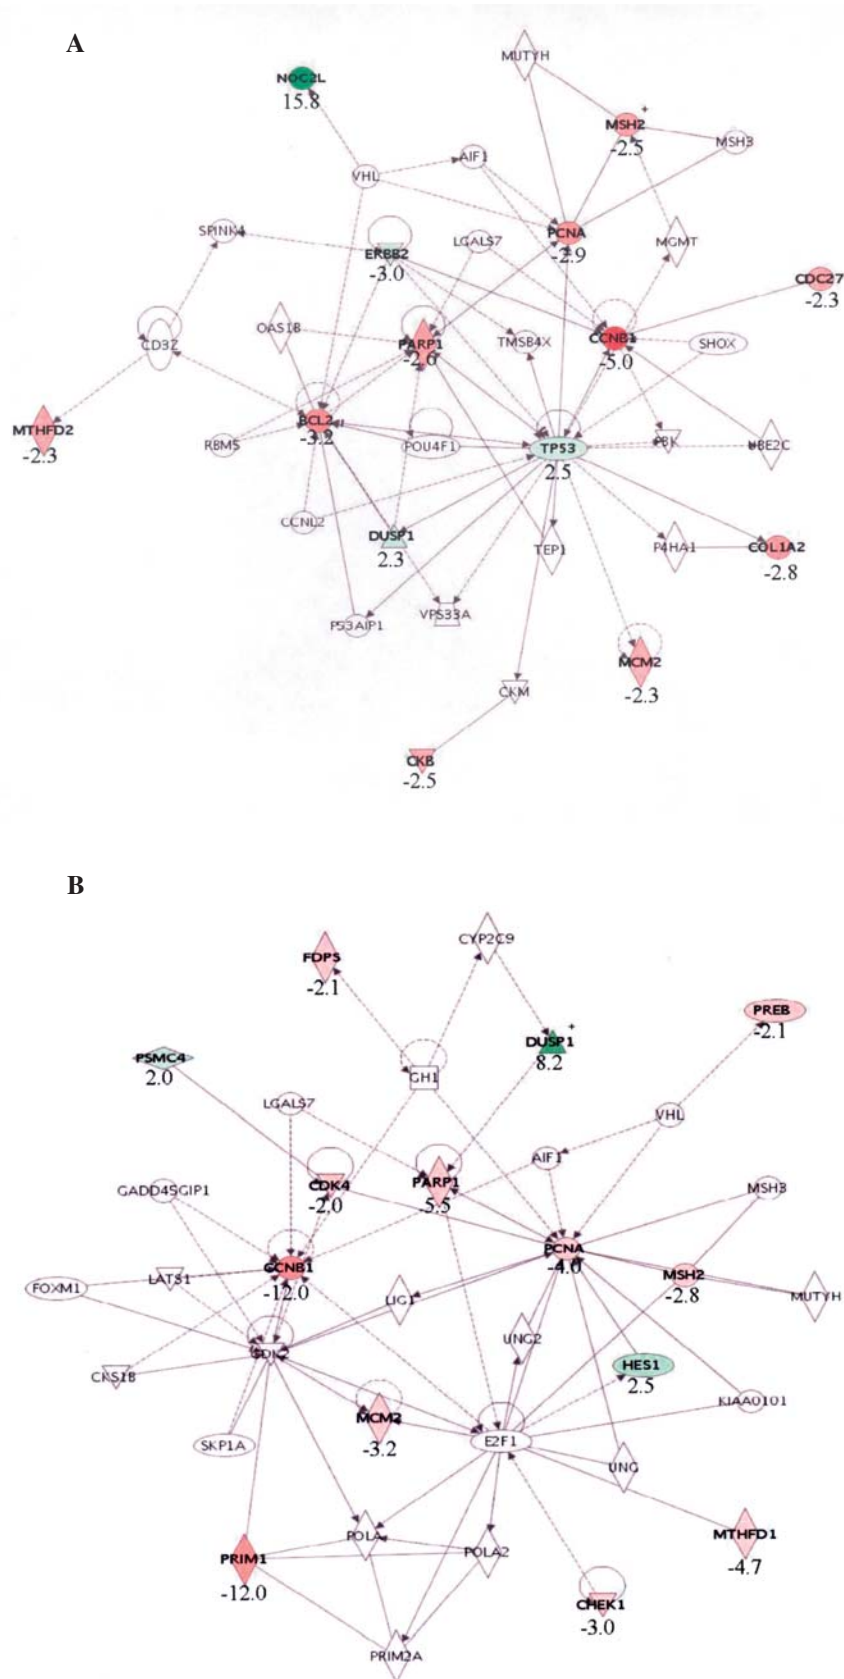 A
MUTYH
NOC2L
15.8
MSH2
+
-2.5
MSH3
AIF1
VHL
SPINK4
PCNA
-2.9
LGALS7
MGMT
ERBB2
-3.0
CDC27
-2.3
OAS1B
CD3Z
PARP1
-2.6
TMSB4X
CCNB1
-5.0
SHOX
MTHFD2
-2.3
BCL2
-3.2
RBM5
POU4F1
TP53
2.5
PBK
UBE2C
CCNL2
DUSP1
2.3
TEP1
P4HA1
COL1A2
-2.8
P53AIP1
VPS33A
MCM2
-2.3
CKM
CKB
-2.5
B
CYP2C9
FDPS
-2.1
PREB
-2.1
DUSP1
+
8.2
PSMC4
2.0
GH1
LGALS7
VHL
AIF1
GADD45GIP1
CDK4
-2.0
PARP1
-5.5
MSH3
PCNA
-4.0
CCNB1
-12.0
MSH2
-2.8
FOXM1
LATS1
LIG1
MUTYH
UNG2
CDK2
HES1
2.5
CKS1B
KIAA0101
MCM2
-3.2
E2F1
SKP1A
UNG
POLA
MTHFD1
-4.7
PRIM1
-12.0
POLA2
CHEK1
-3.0
PRIM2A